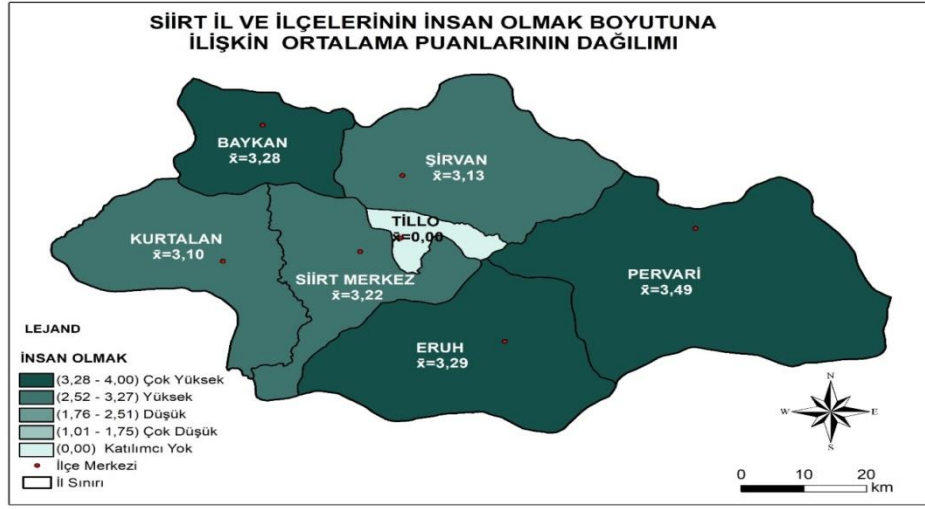 SİİRT İL VE İLÇELERİNİN İNSAN OLMAK BOYUTUNA
İLİŞKİN ORTALAMA PUANLARININ DAĞILIMI
BAYKAN
x̄=3,28
ŞİRVAN
x̄=3,13
TİLLO
x̄=0,00
KURTALAN
x̄=3,10
SİİRT MERKEZ
x̄=3,22
PERVARİ
x̄=3,49
ERUH
x̄=3,29
LEJAND
İNSAN OLMAK
(3,28 - 4,00) Çok Yüksek
(2,52 - 3,27) Yüksek
(1,76 - 2,51) Düşük
(1,01 - 1,75) Çok Düşük
(0,00) Katılımcı Yok
İlçe Merkezi
İl Sınırı
N
W E
S
0 10 20
km